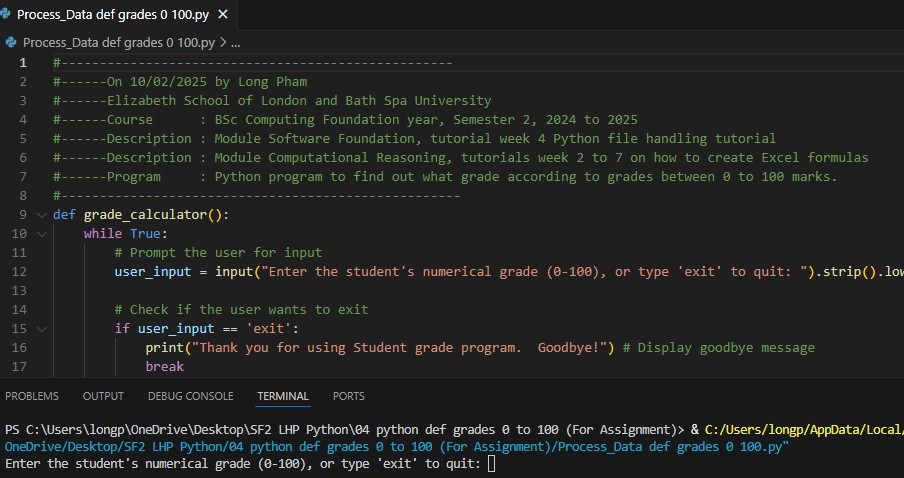 Process_Data def grades 0 100.py
Process_Data def grades 0 100.py > ...
1 #---------------------------------------------------
2 #------On 10/02/2025 by Long Pham
3 #------Elizabeth School of London and Bath Spa University
4 #------Course      : BSc Computing Foundation year, Semester 2, 2024 to 2025
5 #------Description : Module Software Foundation, tutorial week 4 Python file handling tutorial
6 #------Description : Module Computational Reasoning, tutorials week 2 to 7 on how to create Excel formulas
7 #------Program     : Python program to find out what grade according to grades between 0 to 100 marks.
8 #----------------------------------------------------
9 def grade_calculator():
10     while True:
11         # Prompt the user for input
12         user_input = input("Enter the student's numerical grade (0-100), or type 'exit' to quit: ").strip().low
13
14         # Check if the user wants to exit
15         if user_input == 'exit':
16             print("Thank you for using Student grade program.  Goodbye!") # Display goodbye message
17             break
PROBLEMS OUTPUT DEBUG CONSOLE TERMINAL PORTS
PS C:\Users\longp\OneDrive\Desktop\SF2 LHP Python\04 python def grades 0 to 100 (For Assignment)> & C:/Users/longp/AppData/Local/
OneDrive/Desktop/SF2 LHP Python/04 python def grades 0 to 100 (For Assignment)/Process_Data def grades 0 100.py"
Enter the student's numerical grade (0-100), or type 'exit' to quit: